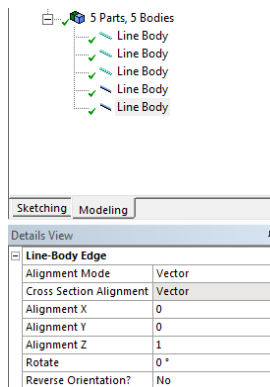 5 Parts, 5 Bodies
Line Body
Line Body
Line Body
Line Body
Line Body
Sketching Modeling
Details View
Line-Body Edge
Alignment Mode Vector
Cross Section Alignment Vector
Alignment X 0
Alignment Y 0
Alignment Z 1
Rotate 0 °
Reverse Orientation? No